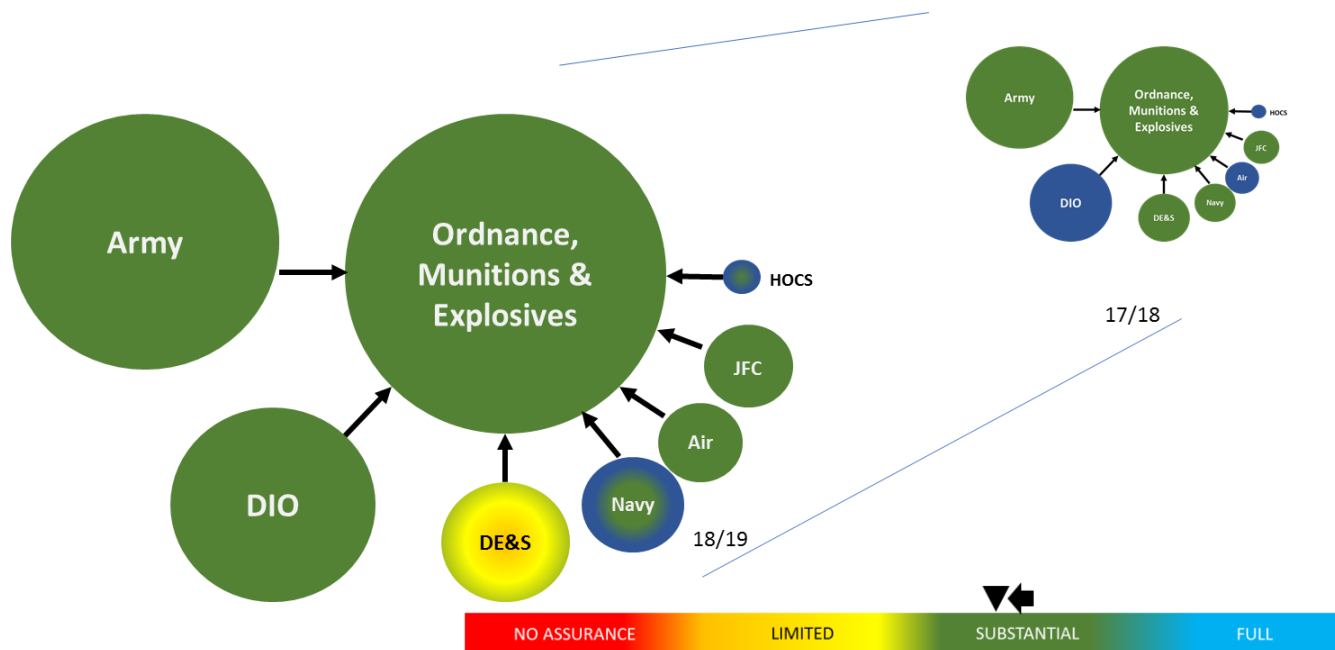 Army
Ordnance,
Munitions &
Explosives
HOCS
JFC
Air
Navy
DE&S
DIO
18/19
Army
Ordnance,
Munitions &
Explosives
HOCS
JFC
Air
Navy
DE&S
DIO
17/18
NO ASSURANCE LIMITED SUBSTANTIAL FULL